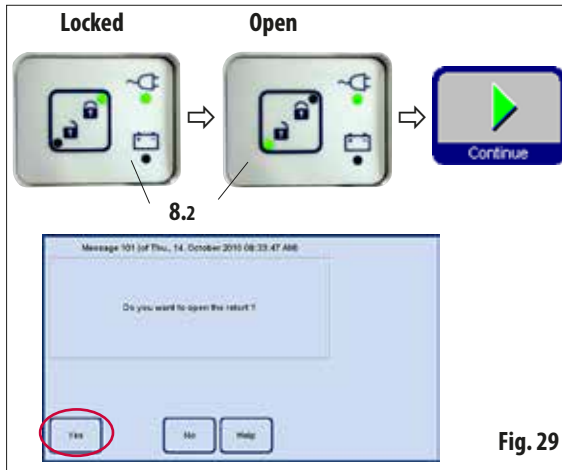 Locked Open
Continue
8.2
Message 101 (of Thu., 14. October 2010 08:33:47 AM)
Do you want to open the retort ?
Yes No Help
Fig. 29